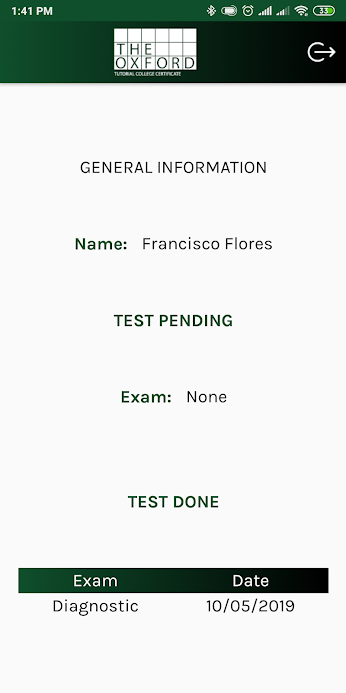 1:41 PM
33
THE
OXFORD
TUTORIAL COLLEGE CERTIFICATE
GENERAL INFORMATION
Name: Francisco Flores
TEST PENDING
Exam: None
TEST DONE
Exam Date
Diagnostic 10/05/2019